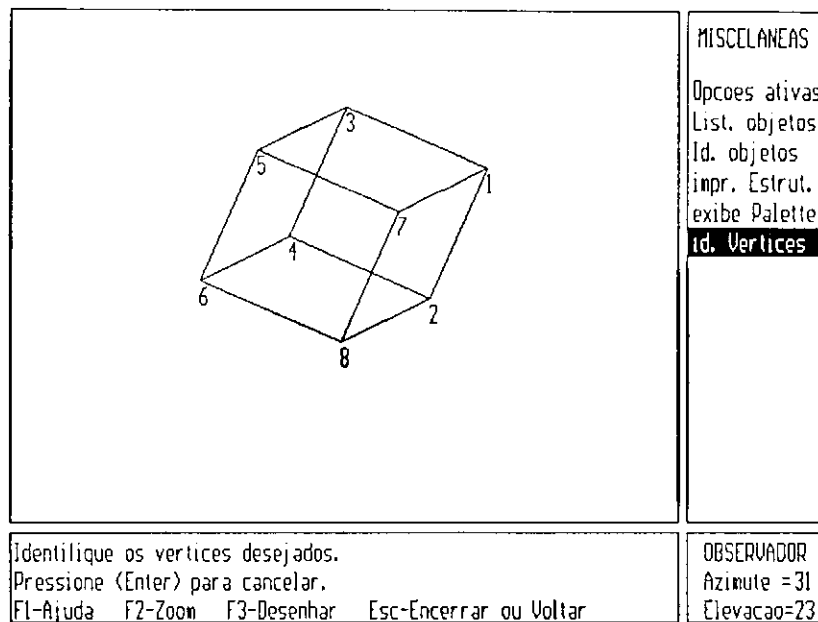 MISCELANEAS
Opcoes ativas
List. objetos
Id. objetos
impr. Estrut.
exibe Palette
id. Vertices
3
5
1
7
4
6
2
8
Identifique os vertices desejados.
Pressione (Enter) para cancelar.
F1-Ajuda F2-Zoom F3-Desenhar Esc-Encerrar ou Voltar
OBSERVADOR
Azimute =31
Elevacao=23